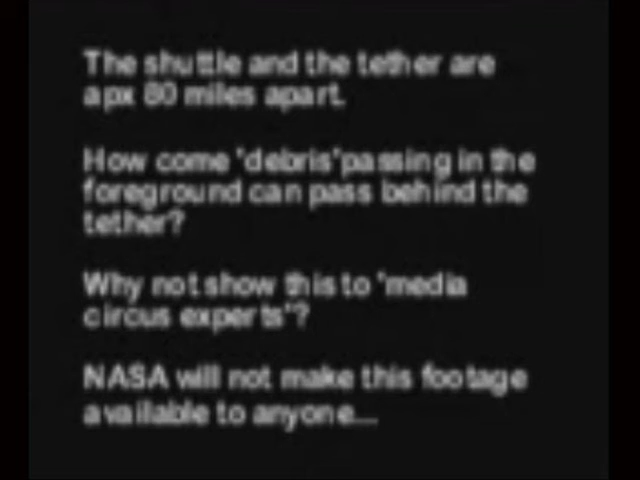 The shuttle and the tether are
apx 80 miles apart.
How come 'debris'passing in the
foreground can pass behind the
tether?
Why not show this to 'media
circus experts'?
NASA will not make this footage
available to anyone...